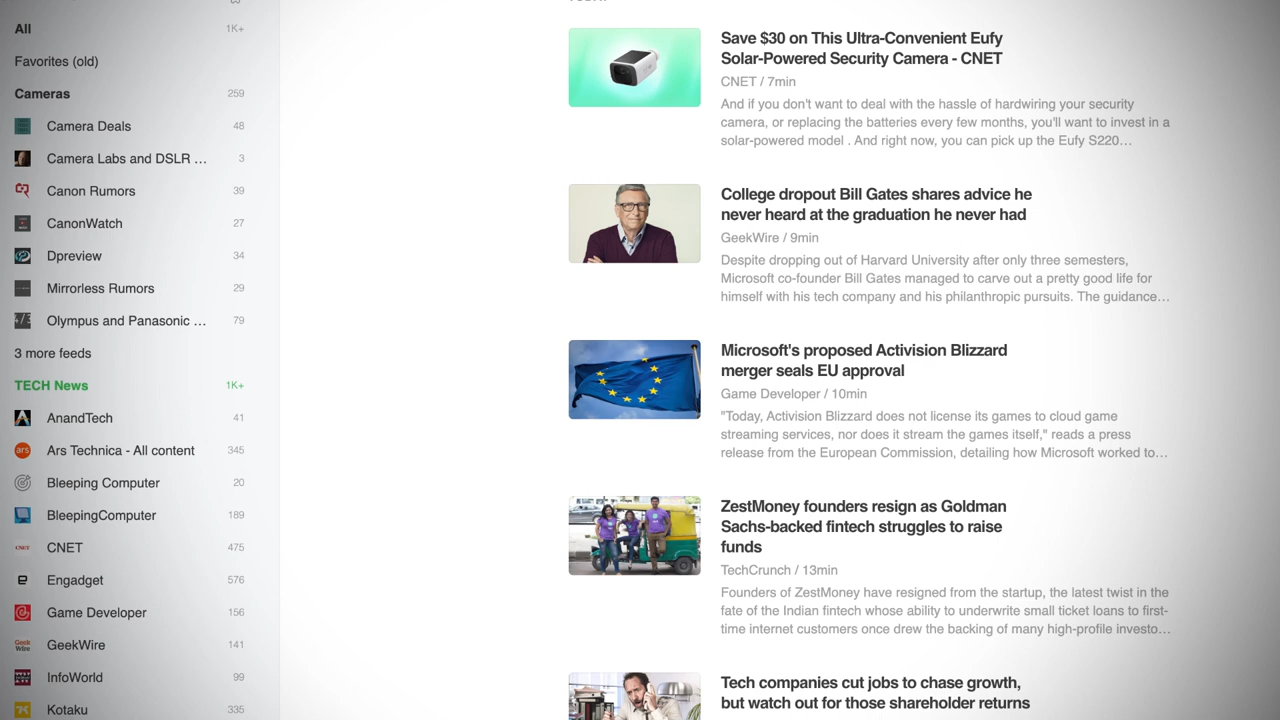 All 1K+
Favorites (old)
Cameras 259
Camera Deals 48
Camera Labs and DSLR ... 3
Canon Rumors 39
CanonWatch 27
Dpreview 34
Mirrorless Rumors 29
Olympus and Panasonic ... 79
3 more feeds
TECH News 1K+
AnandTech 41
ars
Ars Technica - All content 345
Bleeping Computer 20
BleepingComputer 189
CNET
CNET 475
Engadget 576
Game Developer 156
Geek
Wire
GeekWire 141
InfoWorld 99
Kotaku 335
Save $30 on This Ultra-Convenient Eufy
Solar-Powered Security Camera - CNET
CNET / 7min
And if you don't want to deal with the hassle of hardwiring your security
camera, or replacing the batteries every few months, you'll want to invest in a
solar-powered model . And right now, you can pick up the Eufy S220...
College dropout Bill Gates shares advice he
never heard at the graduation he never had
GeekWire / 9min
Despite dropping out of Harvard University after only three semesters,
Microsoft co-founder Bill Gates managed to carve out a pretty good life for
himself with his tech company and his philanthropic pursuits. The guidance...
Microsoft's proposed Activision Blizzard
merger seals EU approval
Game Developer / 10min
"Today, Activision Blizzard does not license its games to cloud game
streaming services, nor does it stream the games itself," reads a press
release from the European Commission, detailing how Microsoft worked to...
ZestMoney founders resign as Goldman
Sachs-backed fintech struggles to raise
funds
TechCrunch / 13min
Founders of ZestMoney have resigned from the startup, the latest twist in the
fate of the Indian fintech whose ability to underwrite small ticket loans to first-
time internet customers once drew the backing of many high-profile investo...
Tech companies cut jobs to chase growth,
but watch out for those shareholder returns